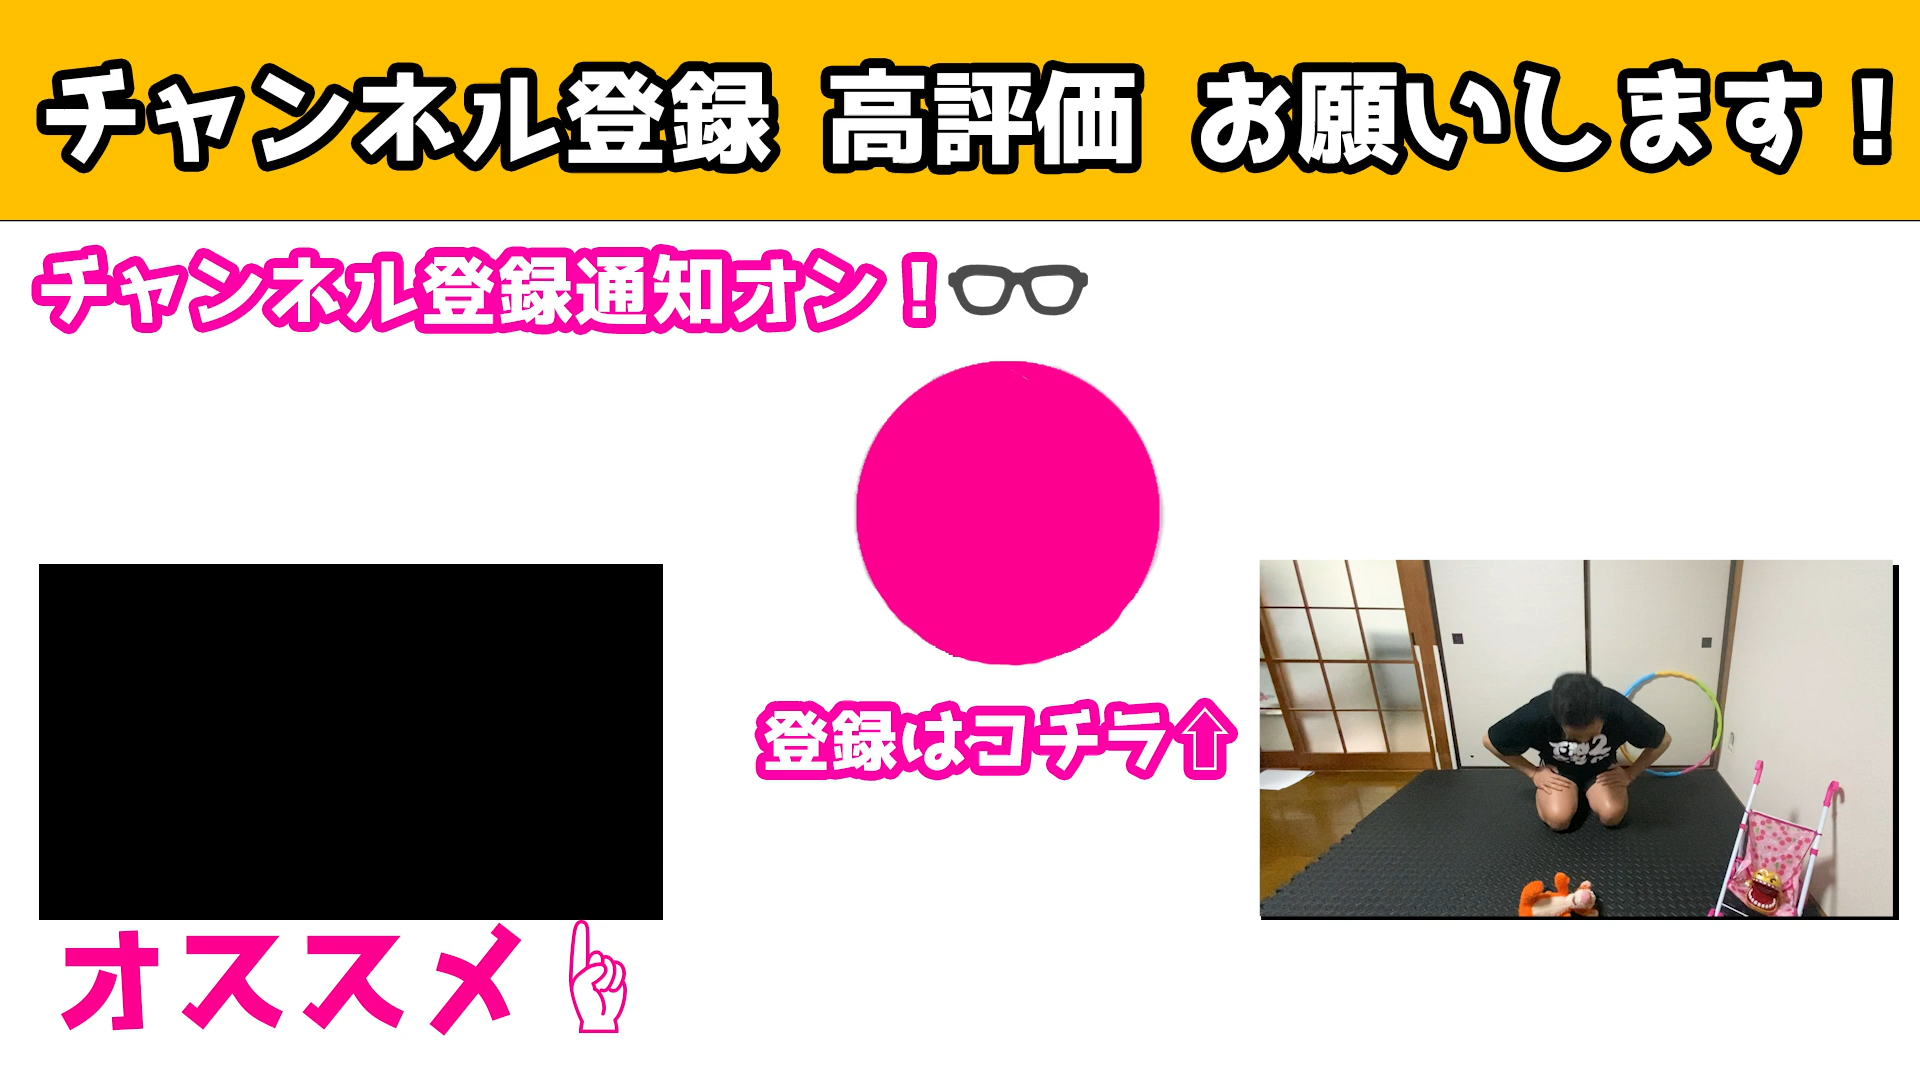 チャンネル登録 高評価 お願いします！
チャンネル登録通知オン！
登録はコチラ⇧
オススメ